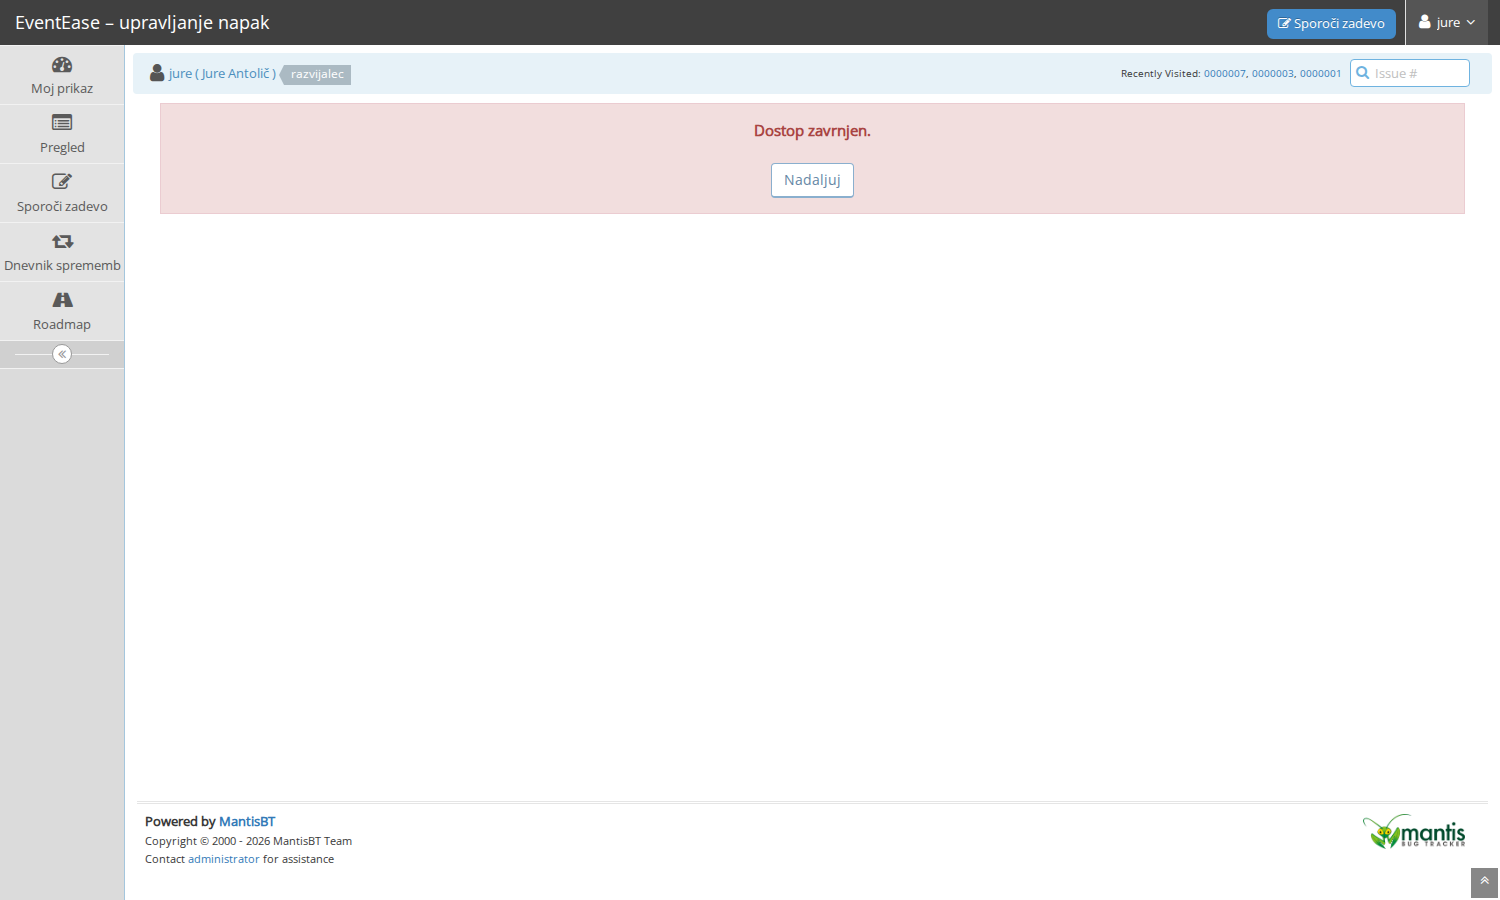 EventEase – upravljanje napak
Sporoči zadevo
jure
Moj prikaz
Pregled
Sporoči zadevo
Dnevnik sprememb
Roadmap
jure ( Jure Antolič ) razvijalec
Recently Visited: 0000007, 0000003, 0000001
Issue #
Dostop zavrnjen.
Nadaljuj
Powered by MantisBT
Copyright © 2000 - 2026 MantisBT Team
Contact administrator for assistance
mantis
BUG TRACKER